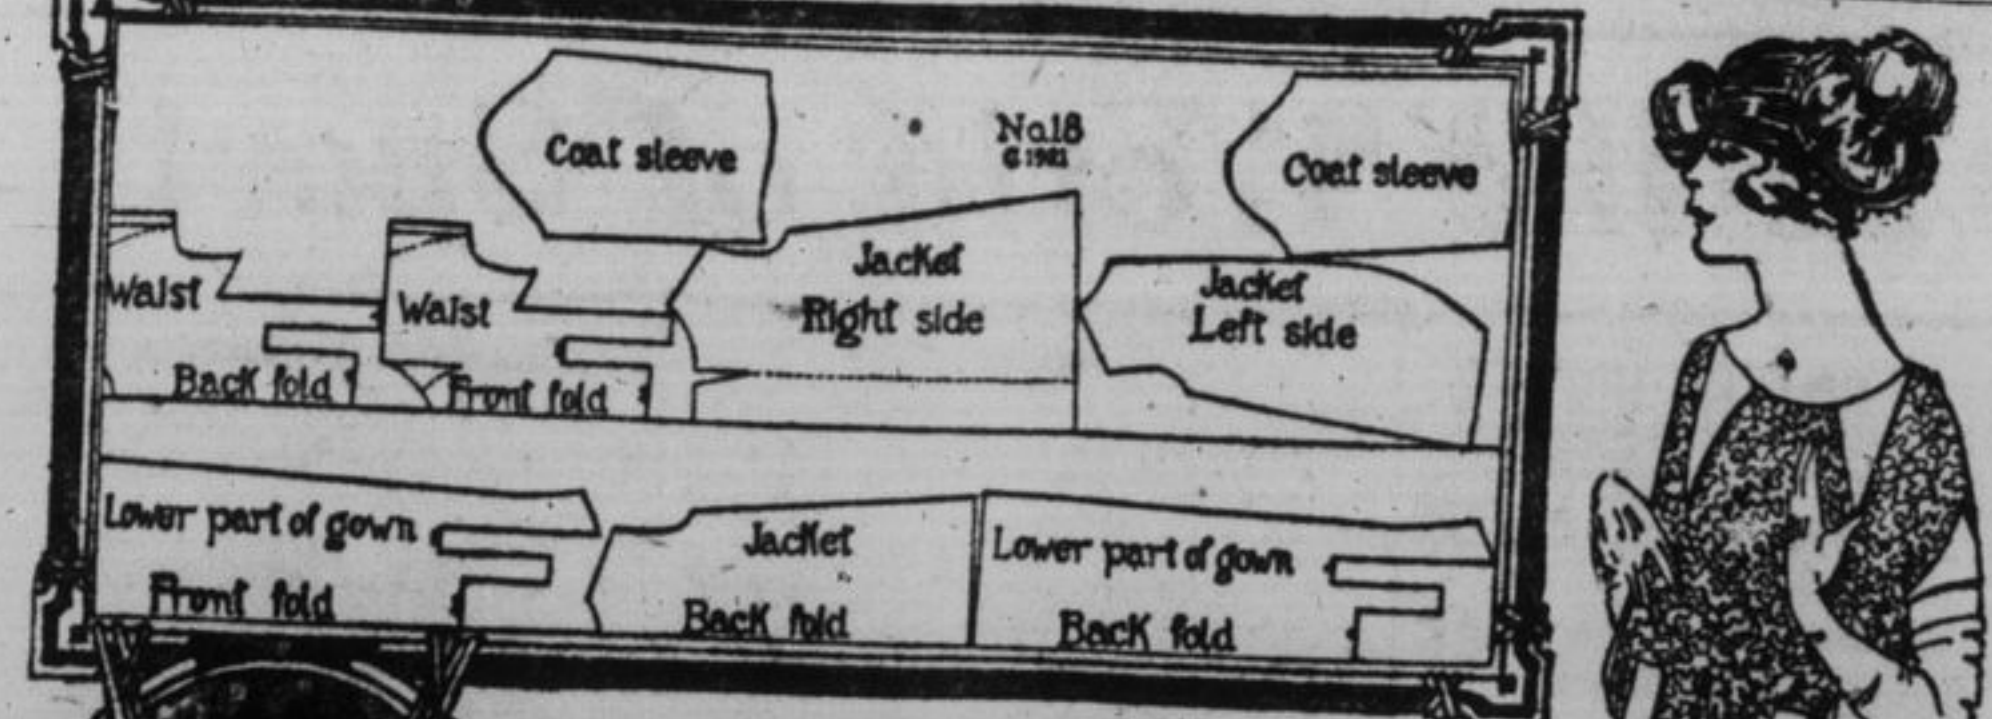 Coat sleeve
No.18
Coat sleeve
Waist
Back fold
Waist
Front fold
Jacket
Right side
Jacket
Left side
Lower part of gown
Front fold
Jacket
Back fold
Lower part of gown
Back fold